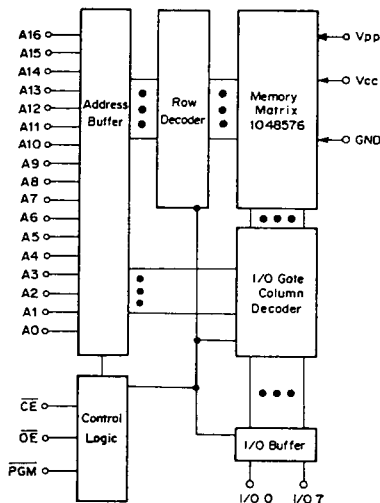 A16
A15
A14
A13
A12
A11
A10
A9
A8
A7
A6
A5
A4
A3
A2
A1
A0
Address
Buffer
Row
Decoder
Memory
Matrix
1048576
Vpp
Vcc
GND
I/O Gate
Column
Decoder
CE
OE
PGM
Control
Logic
I/O Buffer
I/O 0
I/O 7